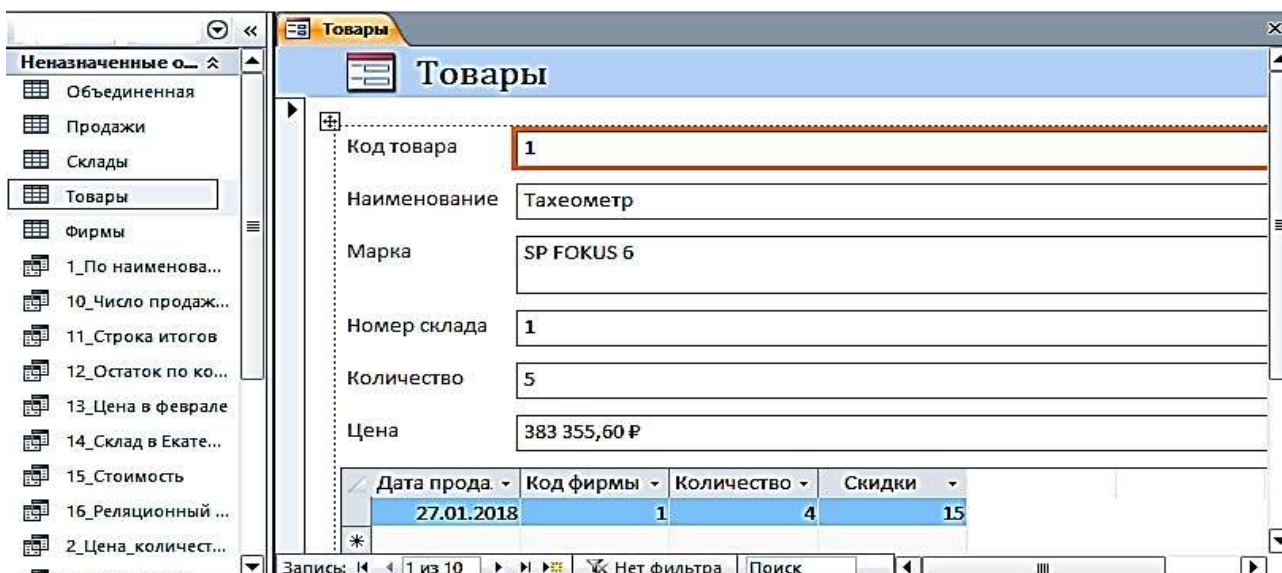 Товары
Неназначенные о...
Объединенная
Продажи
Склады
Товары
Фирмы
1_По наименова...
10_Число продаж...
11_Строка итогов
12_Остаток по ко...
13_Цена в феврале
14_Склад в Екате...
15_Стоимость
16_Реляционный ...
2_Цена_количест...
Товары
Код товара 1
Наименование Тахеометр
Марка SP FOKUS 6
Номер склада 1
Количество 5
Цена 383 355,60 ₽
Дата прода. Код фирмы Количество Скидки
27.01.2018 1 4 15
Запись: 1 из 10 Нет фильтра Поиск